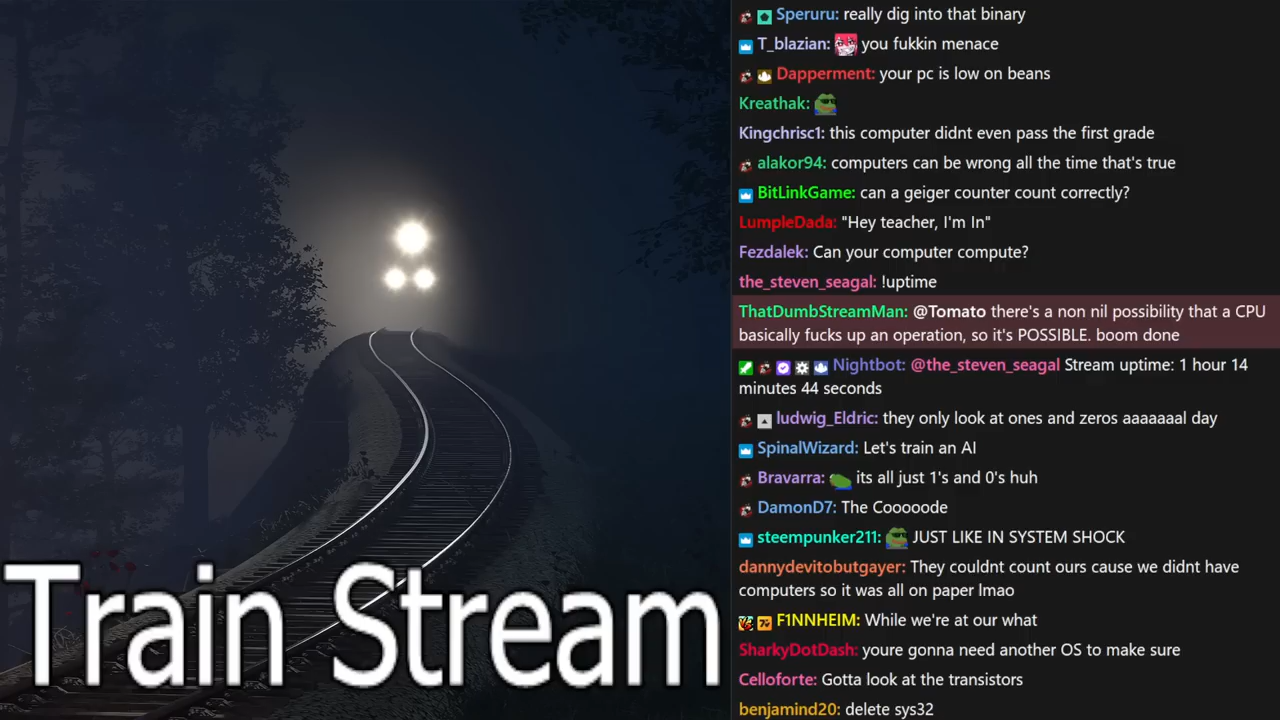 Train Stream
Speruru: really dig into that binary
T_blazian: you fukkin menace
Dapperment: your pc is low on beans
Kreathak:
Kingchrisc1: this computer didnt even pass the first grade
alakor94: computers can be wrong all the time that's true
BitLinkGame: can a geiger counter count correctly?
LumpleDada: "Hey teacher, I'm In"
Fezdalek: Can your computer compute?
the_steven_seagal: !uptime
ThatDumbStreamMan: @Tomato there's a non nil possibility that a CPU
basically fucks up an operation, so it's POSSIBLE. boom done
Nightbot: @the_steven_seagal Stream uptime: 1 hour 14
minutes 44 seconds
ludwig_Eldric: they only look at ones and zeros aaaaaaal day
SpinalWizard: Let's train an AI
Bravarra: its all just 1's and 0's huh
DamonD7: The Cooooode
steempunker211: JUST LIKE IN SYSTEM SHOCK
dannydevitobutgayer: They couldnt count ours cause we didnt have
computers so it was all on paper lmao
F1NNHEIM: While we're at our what
SharkyDotDash: youre gonna need another OS to make sure
Celloforte: Gotta look at the transistors
benjamind20: delete sys32